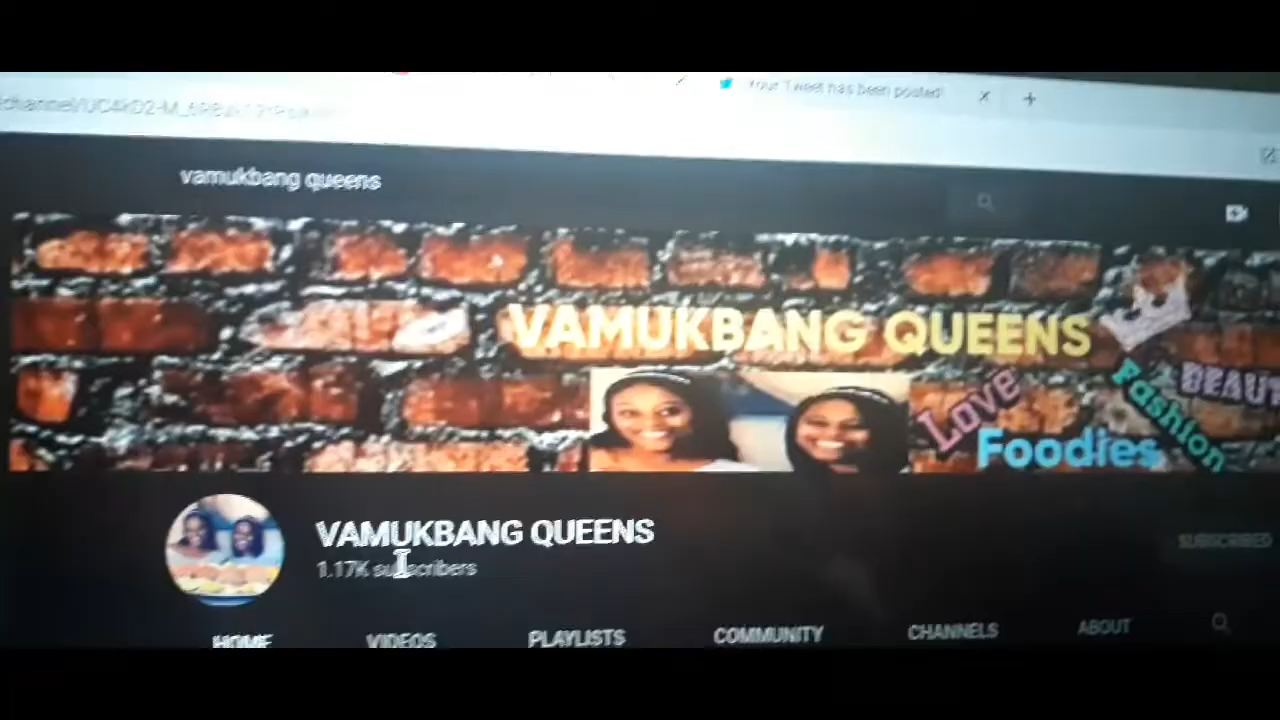 Your Tweet has been posted!
vamukbang queens
VAMUKBANG QUEENS
Love
Foodies
Fashion
VAMUKBANG QUEENS
1.17K subscribers
SUBSCRIBED
HOME VIDEOS PLAYLISTS COMMUNITY CHANNELS ABOUT